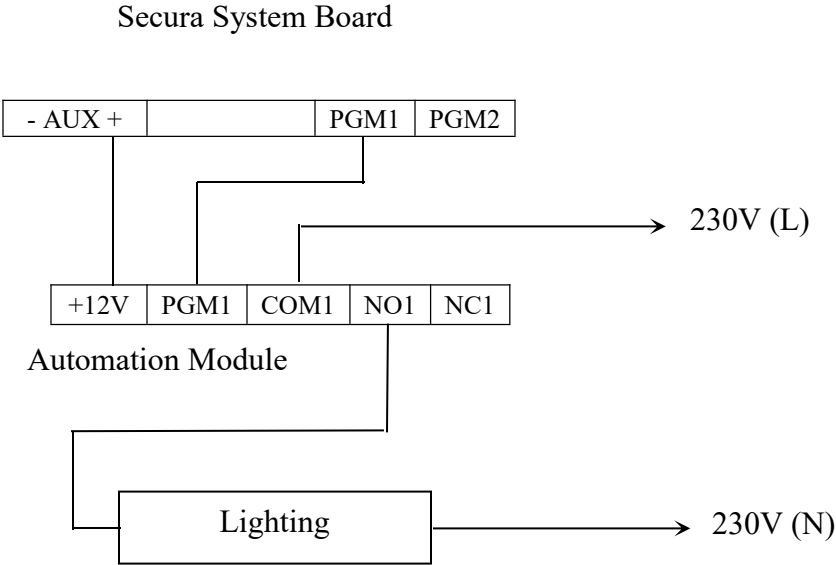 Secura System Board
- AUX + PGM1 PGM2
230V (L)
+12V PGM1 COM1 NO1 NC1
Automation Module
Lighting 230V (N)